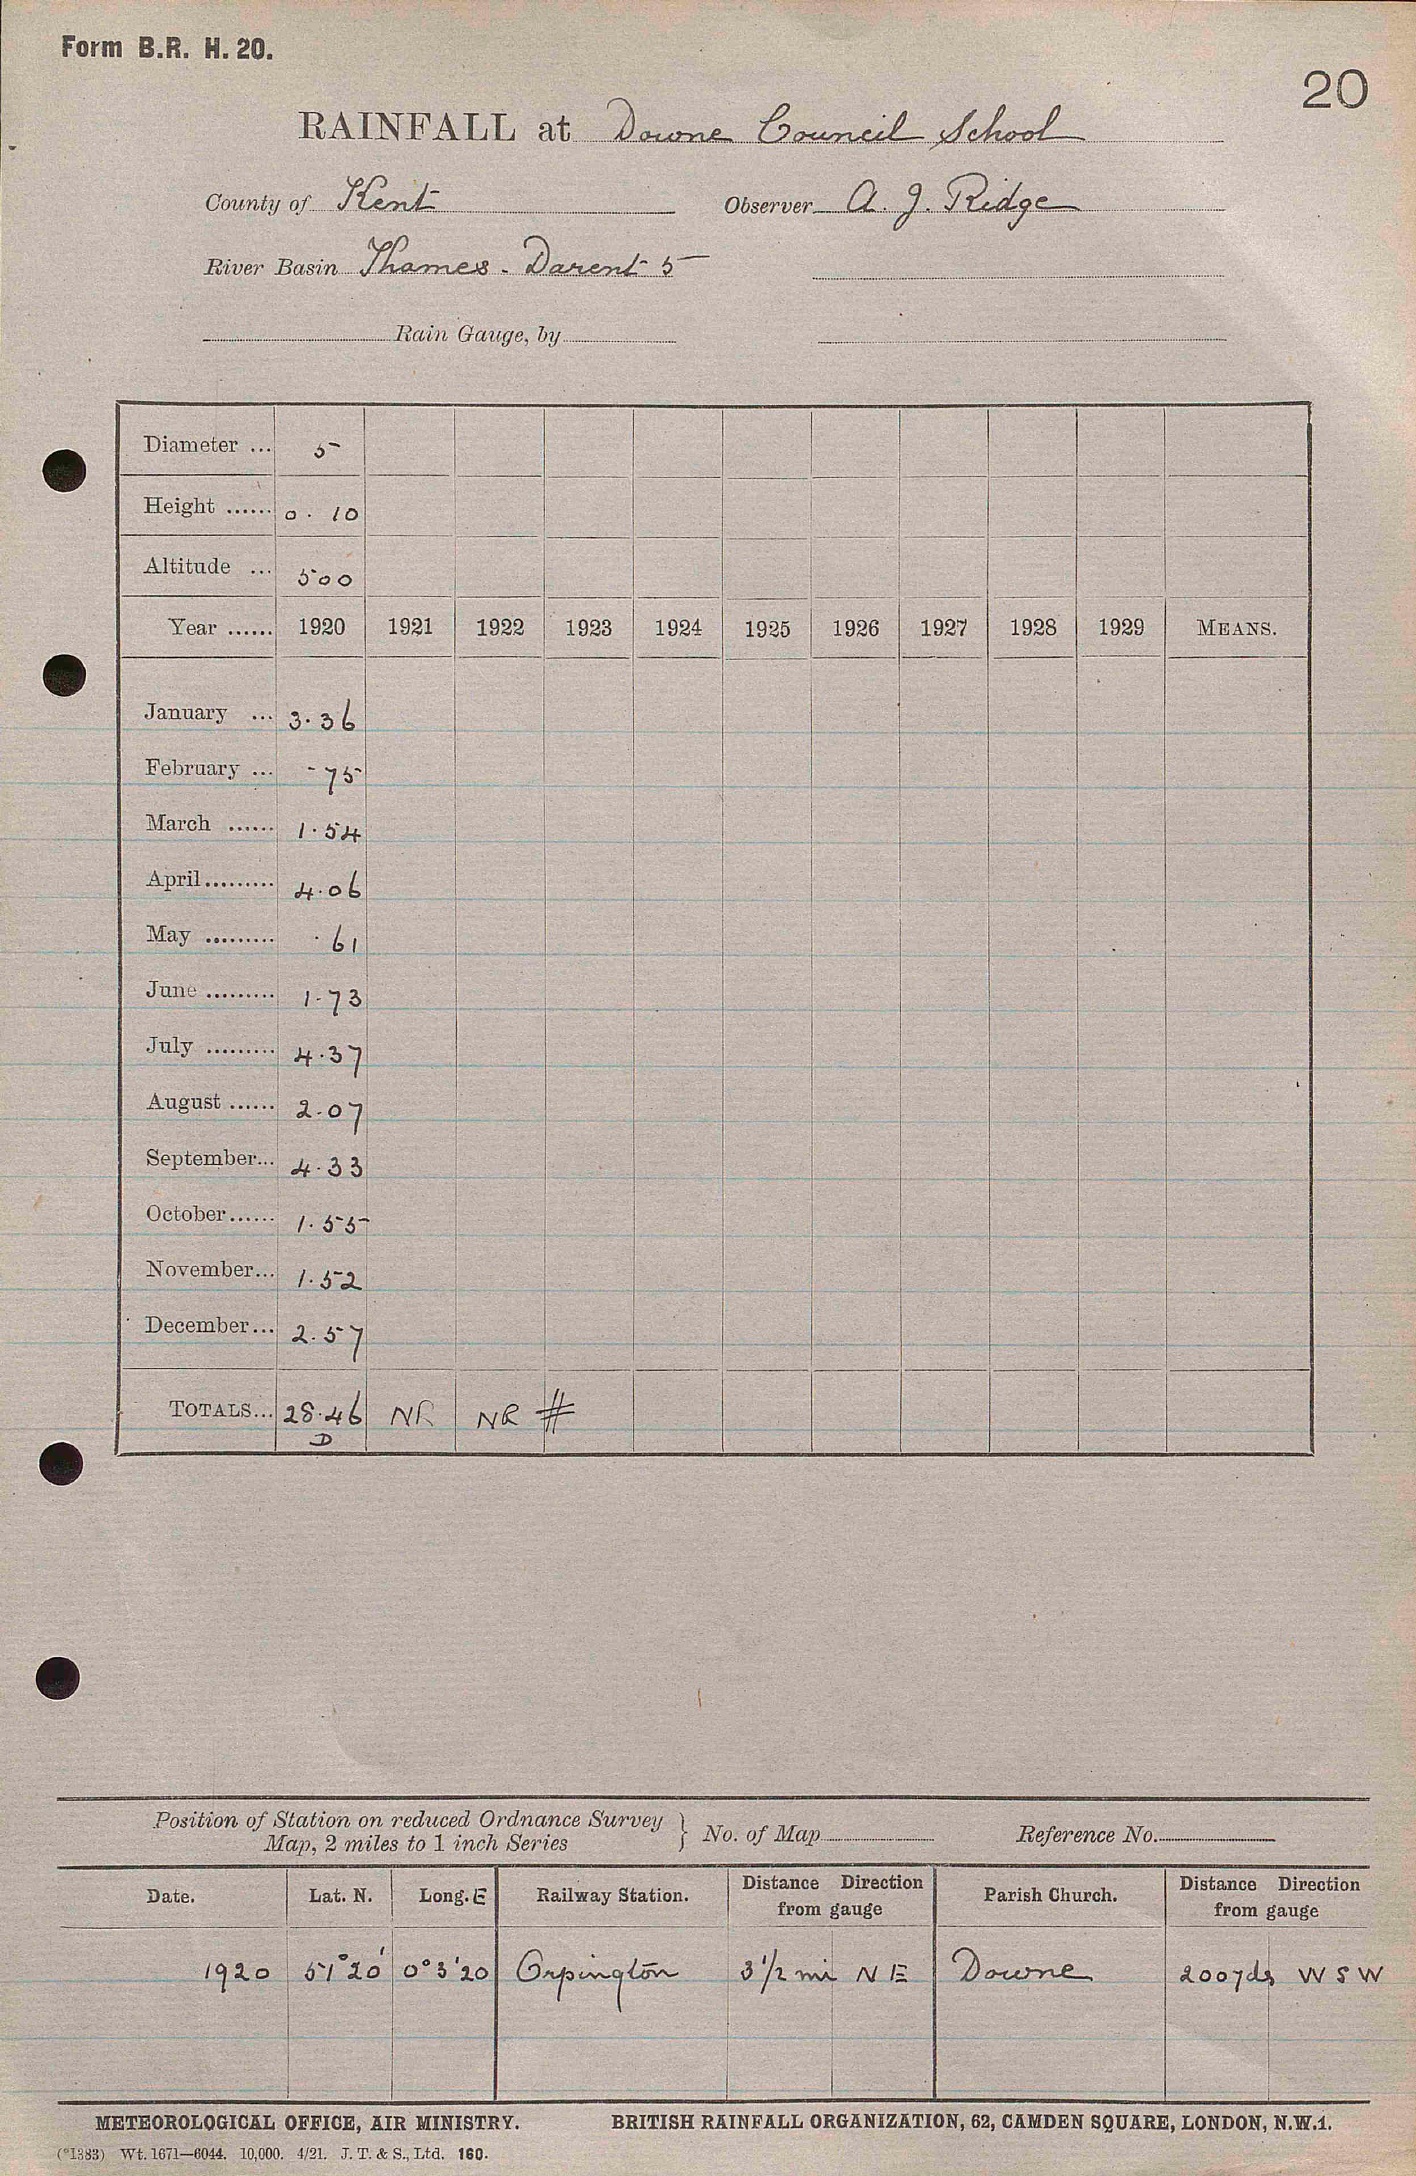 Form B.R. H. 20.
20
RAINFALL at Downe Council School
County of Kent Observer A. J. Ridge
River Basin Thames - Darent 5
Rain Gauge, by
Diameter ... 5
Height ...... 0 . 10
Altitude ... 500
Year ...... 1920 1921 1922 1923 1924 1925 1926 1927 1928 1929 MEANS.
January ... 3.36
February ... .75
March ...... 1.54
April ......... 4.06
May ......... .61
June ......... 1.73
July ......... 4.37
August ...... 2.07
September ... 4.33
October ...... 1.55
November ... 1.52
December ... 2.57
TOTALS ... 28.46 NR NR #
D
Position of Station on reduced Ordnance Survey
Map, 2 miles to 1 inch Series } No. of Map Reference No.
Date. Lat. N. Long. E Railway Station. Distance Direction from gauge Parish Church. Distance Direction from gauge
1920 51°20' 0°3'20 Orpington 3 1/2 mi N E Downe 200yds W S W
METEOROLOGICAL OFFICE, AIR MINISTRY. BRITISH RAINFALL ORGANIZATION, 62, CAMDEN SQUARE, LONDON, N.W.1.
(*1383) Wt. 1671—6044. 10,000. 4/21. J. T. & S., Ltd. 160.